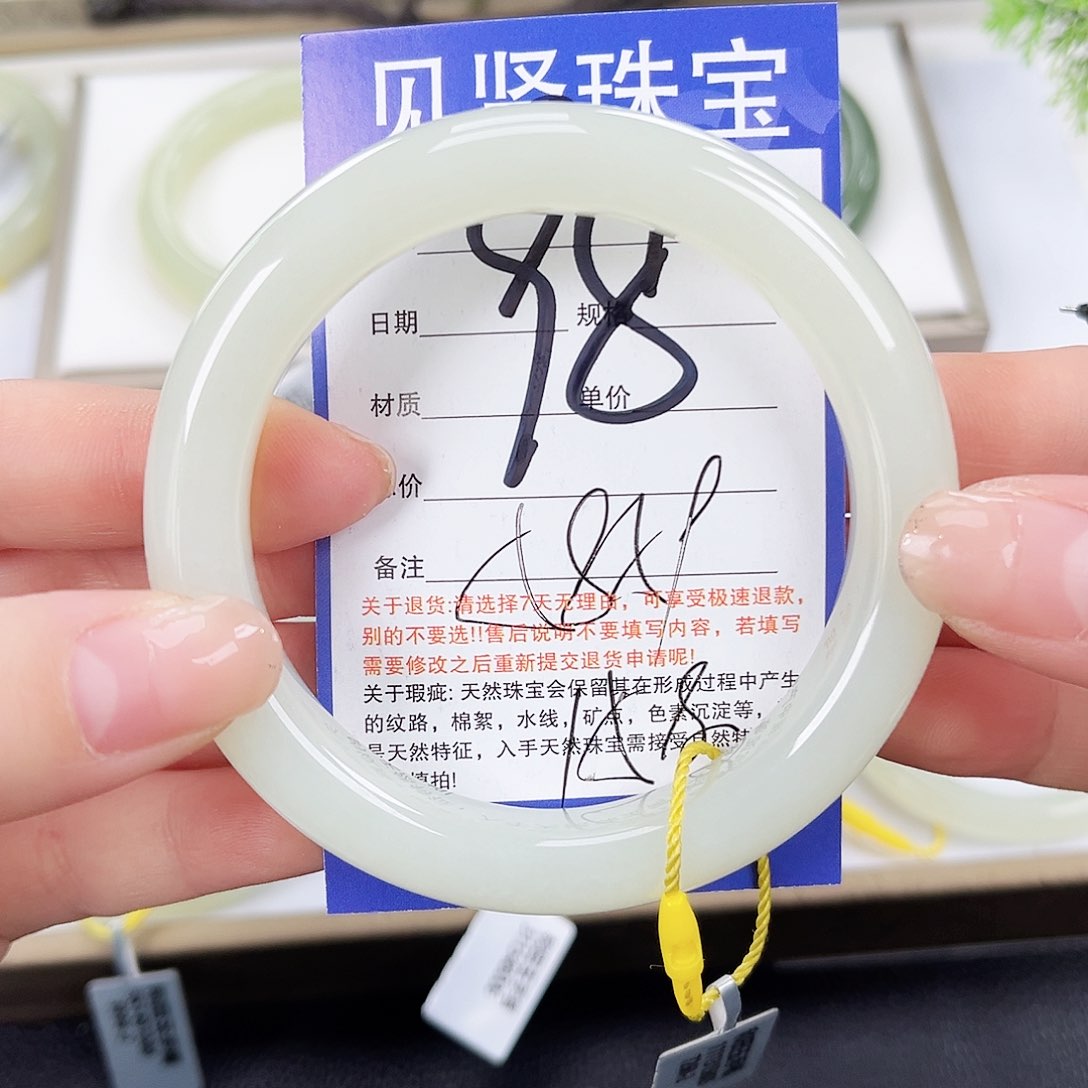 见贤珠宝
98
日期 规格
材质 单价
价
备注
关于退货:请选择7天无理由，可享受极速退款，
别的不要选!!售后说明不要填写内容，若填写
需要修改之后重新提交退货申请呢!
关于瑕疵: 天然珠宝会保留其在形成过程中产生
的纹路，棉絮，水线，矿点，色素沉淀等，
是天然特征，入手天然珠宝需接受自然特
慎拍!